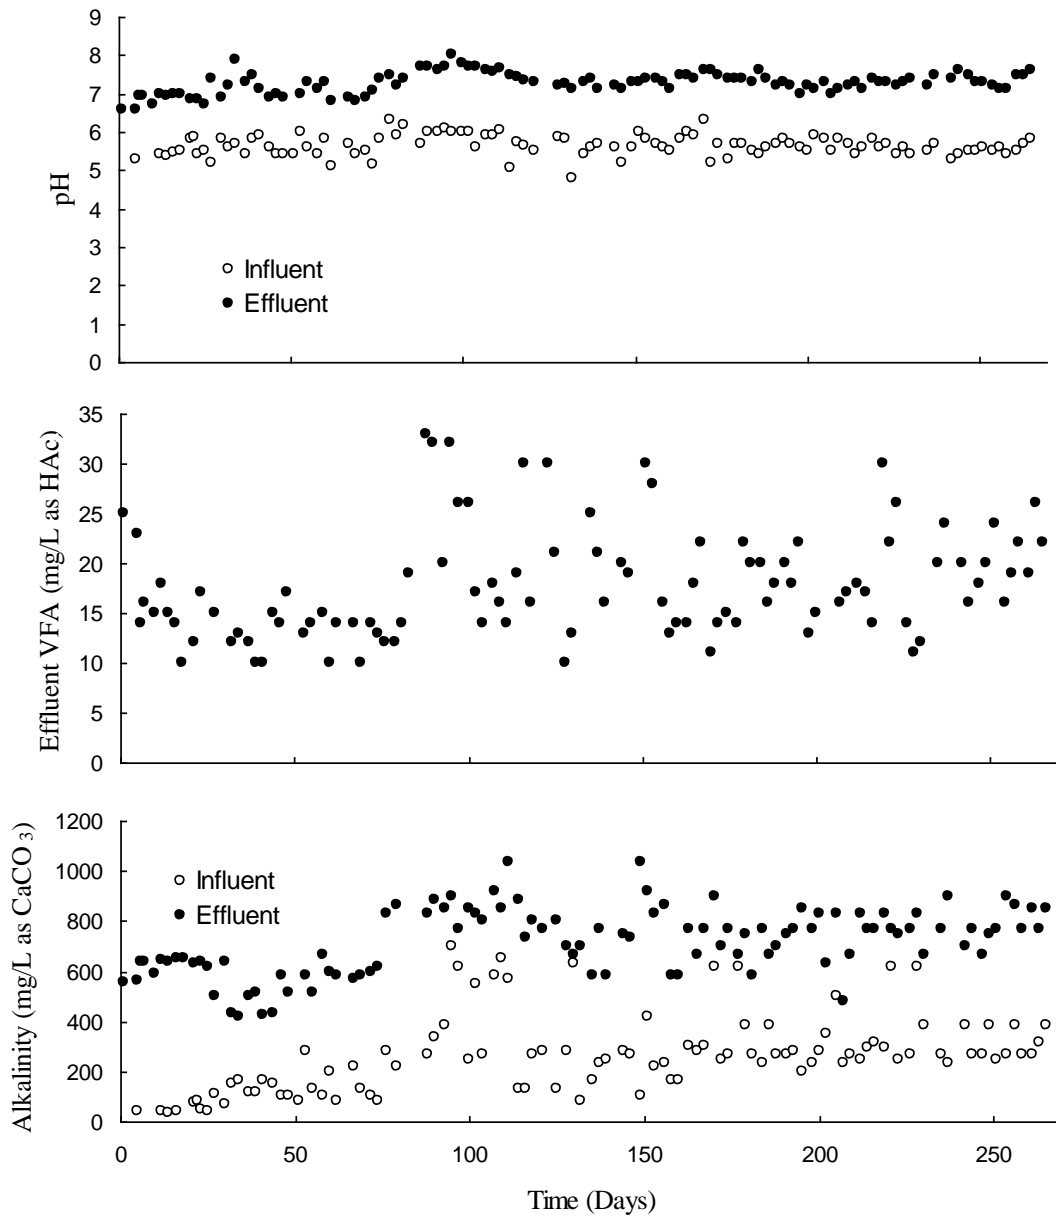 9
8
7
6
5
4
3
2
1
0
pH
Influent
Effluent
35
30
25
20
15
10
5
0
Effluent VFA (mg/L as HAc)
1200
1000
800
600
400
200
0
Alkalinity (mg/L as CaCO3)
Influent
Effluent
0 50 100 150 200 250
Time (Days)